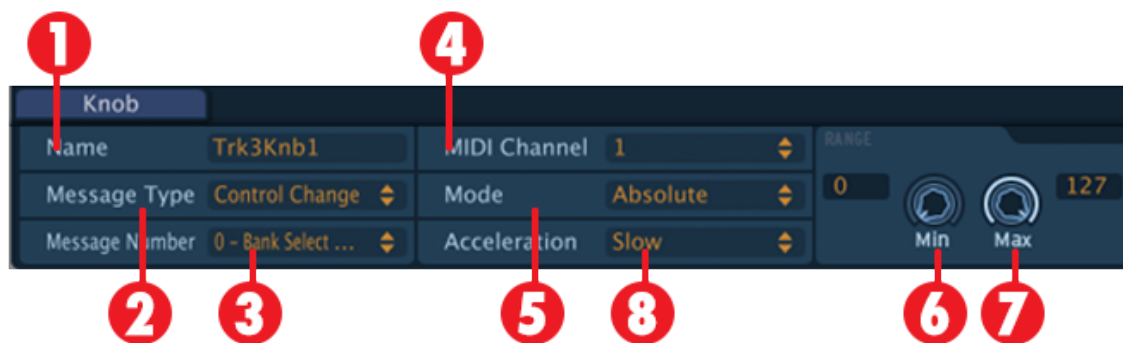 1 4
Knob
Name Trk3Knb1 MIDI Channel 1 RANGE
Message Type Control Change Mode Absolute 0 127
Message Number 0 - Bank Select ... Acceleration Slow Min Max
2 3 5 8 6 7